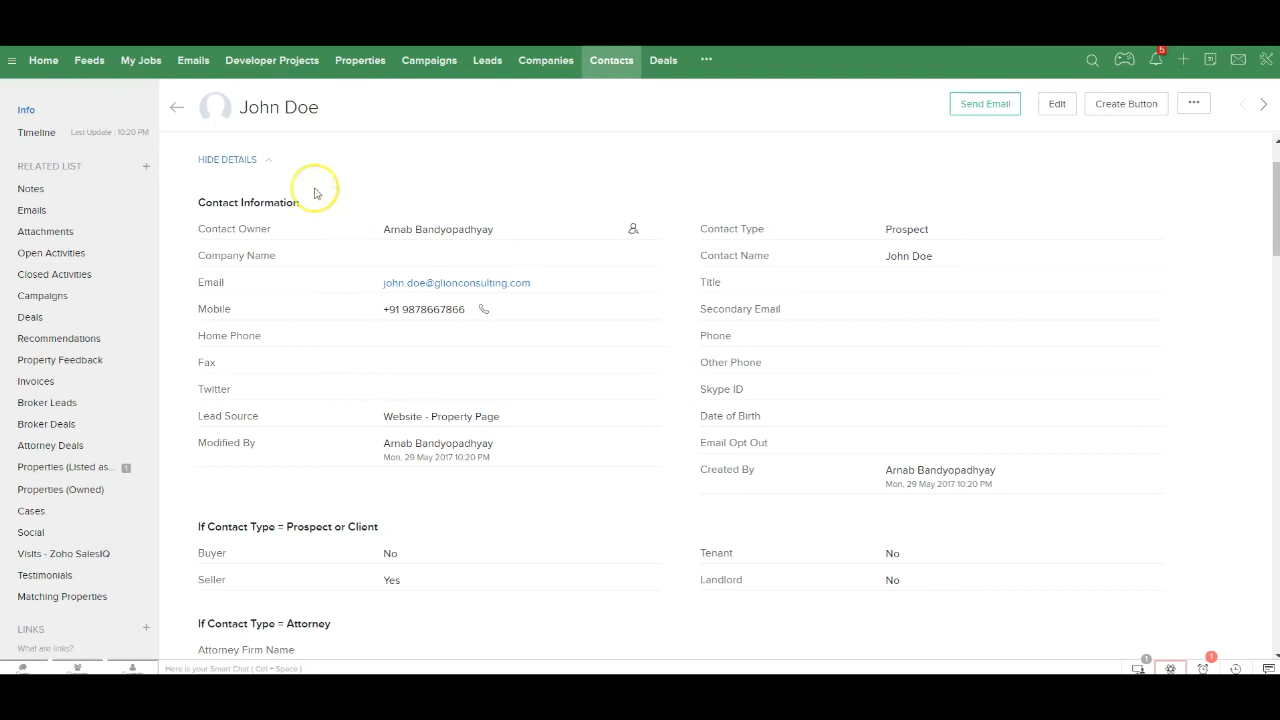 Home Feeds My Jobs Emails Developer Projects Properties Campaigns Leads Companies Contacts Deals ••• 5 31
Info
Timeline Last Update : 10:20 PM
RELATED LIST +
Notes
Emails
Attachments
Open Activities
Closed Activities
Campaigns
Deals
Recommendations
Property Feedback
Invoices
Broker Leads
Broker Deals
Attorney Deals
Properties (Listed as... 1
Properties (Owned)
Cases
Social
Visits - Zoho SalesIQ
Testimonials
Matching Properties
LINKS +
What are links?
John Doe Send Email Edit Create Button •••
HIDE DETAILS
Contact Information
Contact Owner Arnab Bandyopadhyay Contact Type Prospect
Company Name Contact Name John Doe
Email john.doe@glionconsulting.com Title
Mobile +91 9878667866 Secondary Email
Home Phone Phone
Fax Other Phone
Twitter Skype ID
Lead Source Website - Property Page Date of Birth
Modified By Arnab Bandyopadhyay Email Opt Out
Mon, 29 May 2017 10:20 PM
Created By Arnab Bandyopadhyay
Mon, 29 May 2017 10:20 PM
If Contact Type = Prospect or Client
Buyer No Tenant No
Seller Yes Landlord No
If Contact Type = Attorney
Attorney Firm Name
Here is your Smart Chat ( Ctrl + Space ) 1 1